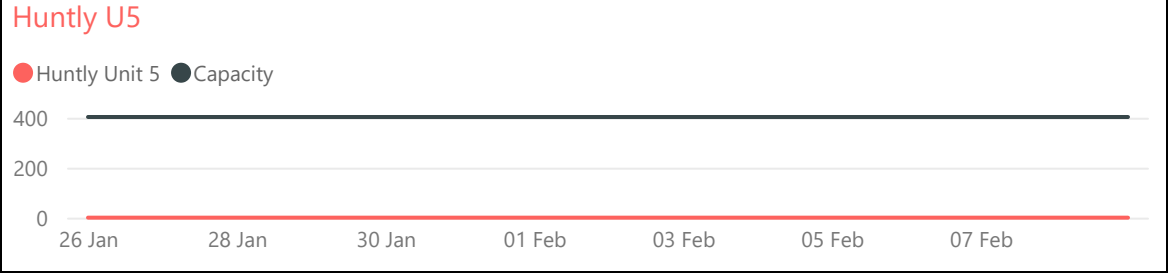 Huntly U5
Huntly Unit 5 Capacity
400
200
0
26 Jan 28 Jan 30 Jan 01 Feb 03 Feb 05 Feb 07 Feb